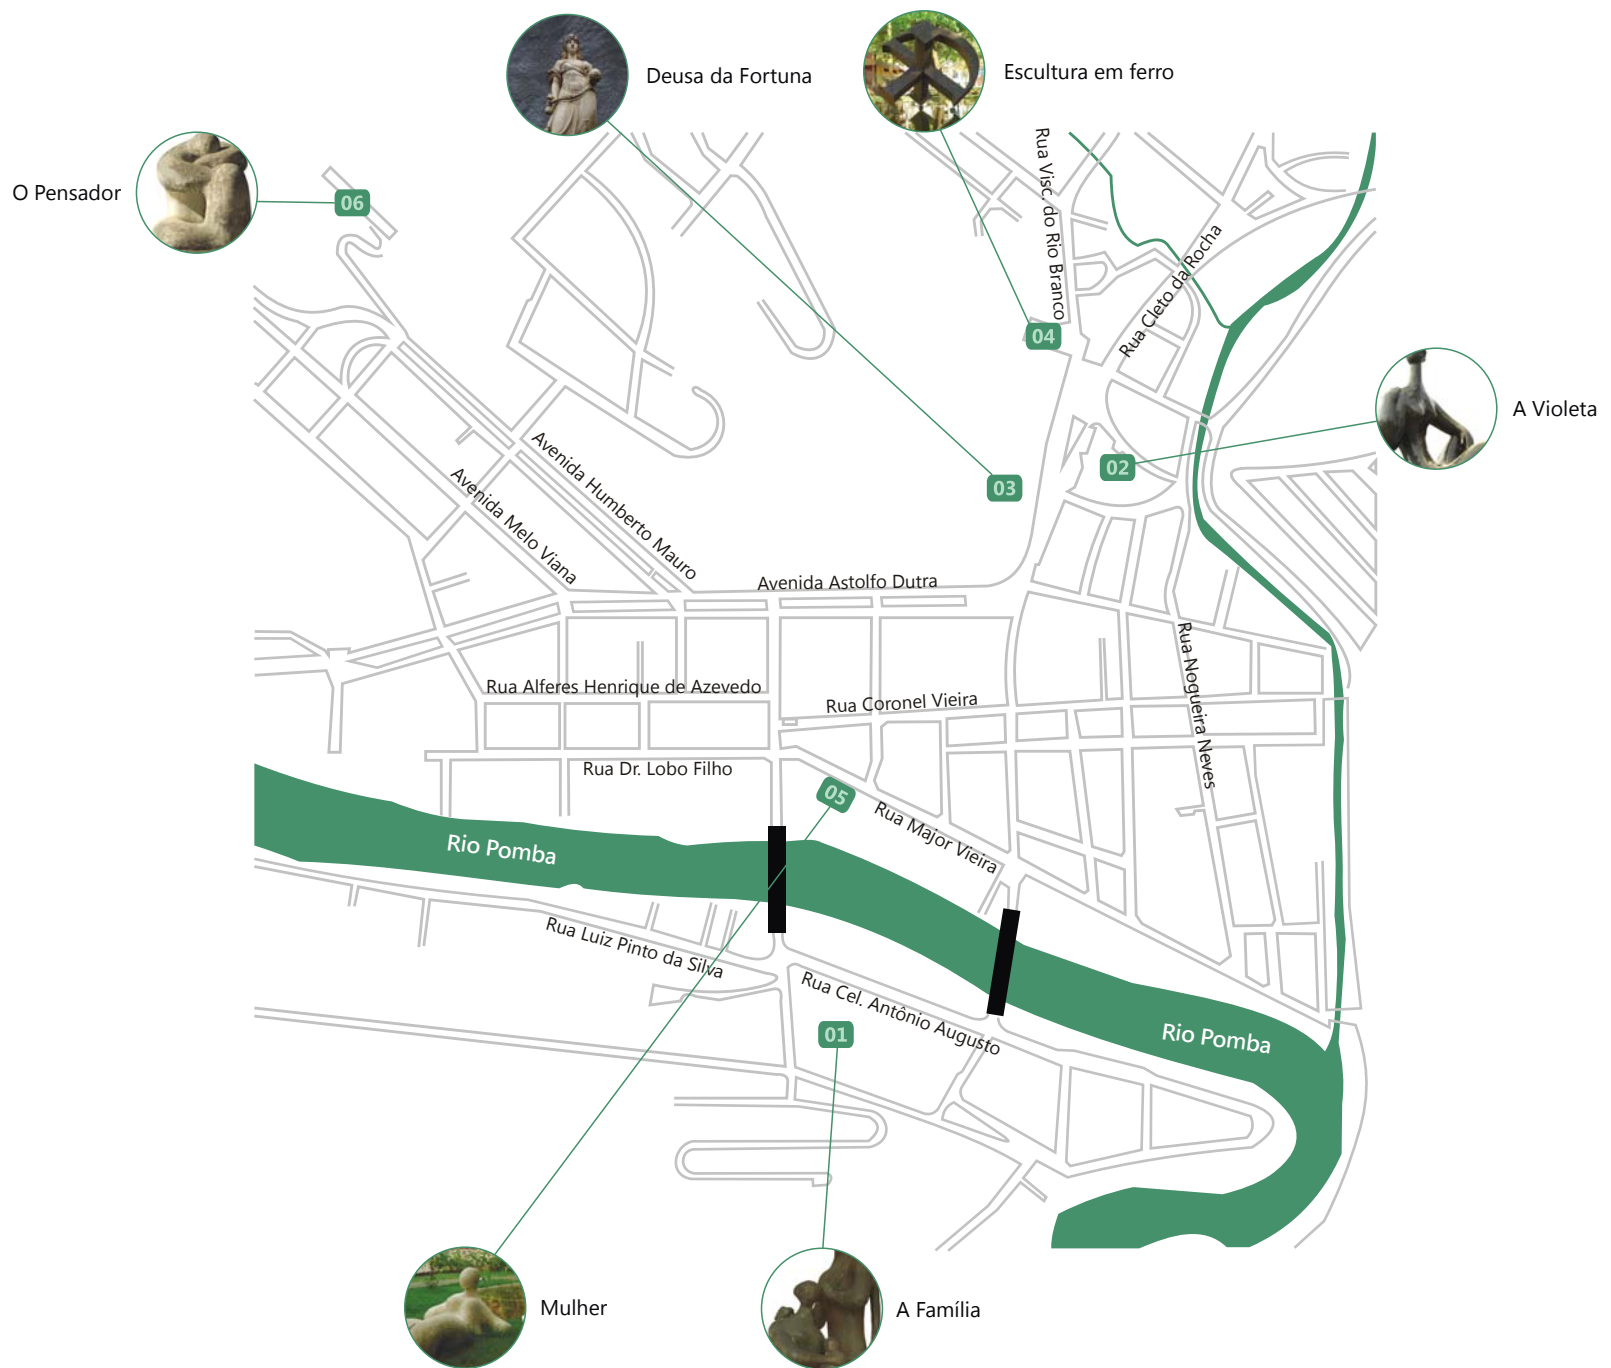 Deusa da Fortuna
Escultura em ferro
O Pensador
06
Rua Visc. do Rio Branco
Rua Cleto da Rocha
04
A Violeta
02
03
Avenida Humberto Mauro
Avenida Melo Viana
Avenida Astolfo Dutra
Rua Nogueira Neves
Rua Alferes Henrique de Azevedo
Rua Coronel Vieira
Rua Dr. Lobo Filho
05
Rua Major Vieira
Rio Pomba
Rua Luiz Pinto da Silva
Rua Cel. Antônio Augusto
01
Rio Pomba
Mulher
A Família